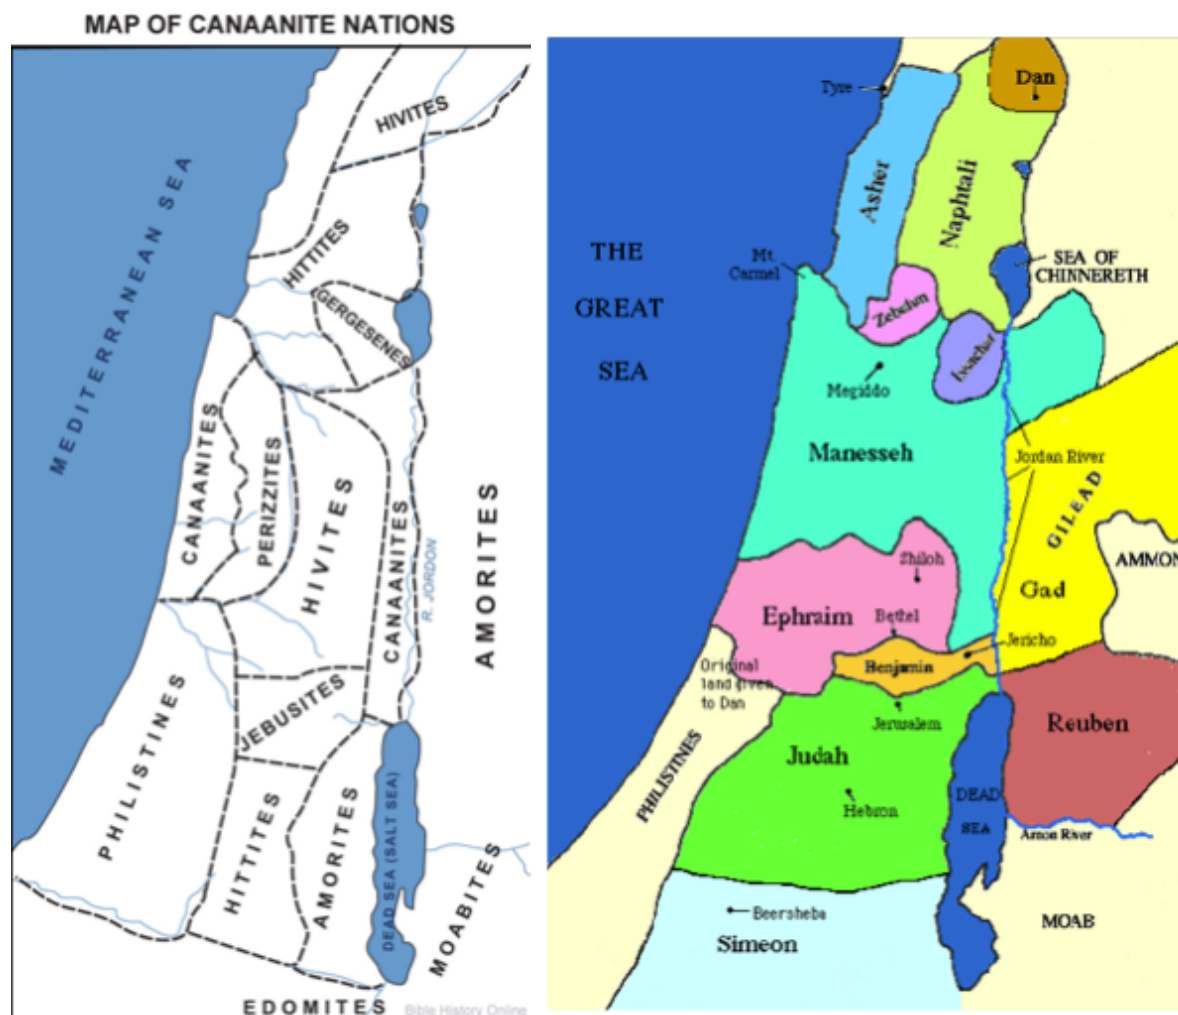 MAP OF CANAANITE NATIONS
HIVITES
MEDITERRANEAN SEA
HITTITES
GERGESENES
CANAANITES
PERIZZITES
HIVITES
CANAANITES
R. JORDON
AMORITES
PHILISTINES
JEBUSITES
HITTITES
AMORITES
DEAD SEA (SALT SEA)
MOABITES
EDOMITES
Bible History Online
Dan
Tyre
Asher
Naphtali
THE
GREAT
SEA
Mt.
Carmel
SEA OF
CHINNERETH
Zebulun
Issachar
Megiddo
Manesseh
Jordan River
GILEAD
AMMON
Shiloh
Gad
Ephraim
Bethel
Jericho
Benjamin
Original
land given
to Dan
Jerusalem
Reuben
Judah
PHILISTINES
Hebron
DEAD
SEA
Arnon River
Beersheba
MOAB
Simeon